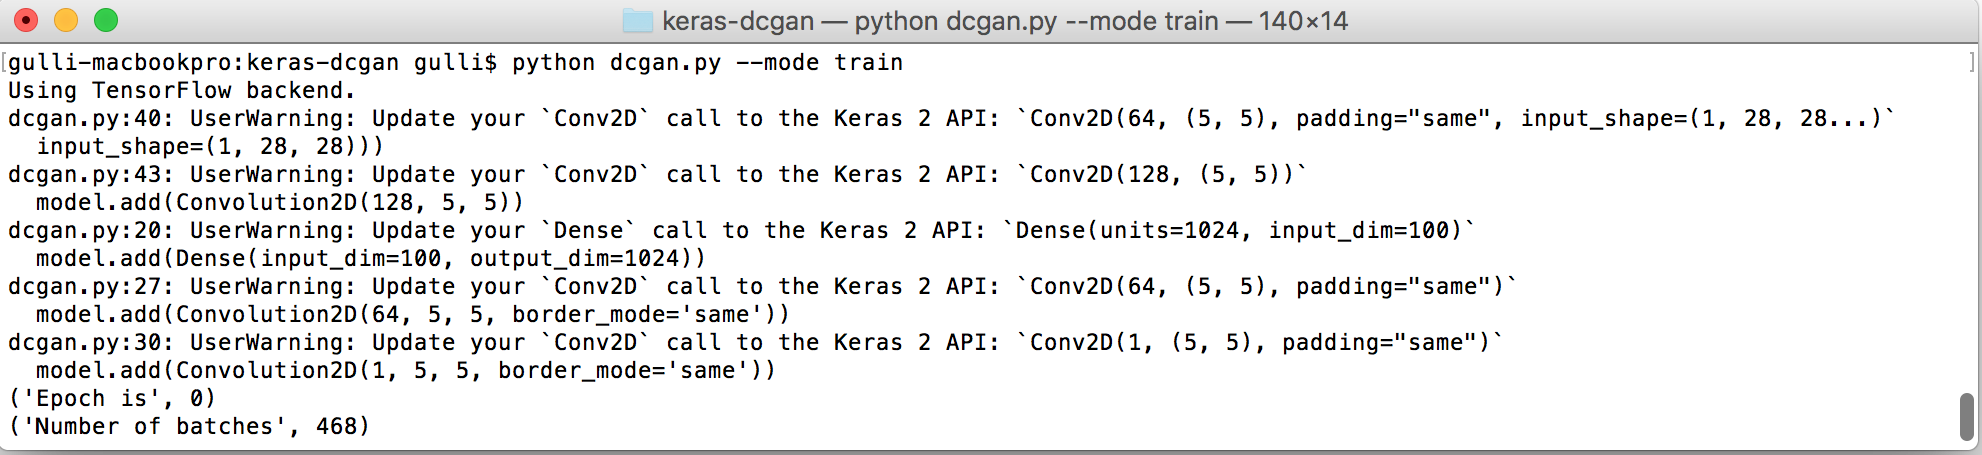 keras-dcgan — python dcgan.py --mode train — 140×14
[gulli-macbookpro:keras-dcgan gulli$ python dcgan.py --mode train ]
Using TensorFlow backend.
dcgan.py:40: UserWarning: Update your `Conv2D` call to the Keras 2 API: `Conv2D(64, (5, 5), padding="same", input_shape=(1, 28, 28...)`
  input_shape=(1, 28, 28)))
dcgan.py:43: UserWarning: Update your `Conv2D` call to the Keras 2 API: `Conv2D(128, (5, 5))`
  model.add(Convolution2D(128, 5, 5))
dcgan.py:20: UserWarning: Update your `Dense` call to the Keras 2 API: `Dense(units=1024, input_dim=100)`
  model.add(Dense(input_dim=100, output_dim=1024))
dcgan.py:27: UserWarning: Update your `Conv2D` call to the Keras 2 API: `Conv2D(64, (5, 5), padding="same")`
  model.add(Convolution2D(64, 5, 5, border_mode='same'))
dcgan.py:30: UserWarning: Update your `Conv2D` call to the Keras 2 API: `Conv2D(1, (5, 5), padding="same")`
  model.add(Convolution2D(1, 5, 5, border_mode='same'))
('Epoch is', 0)
('Number of batches', 468)